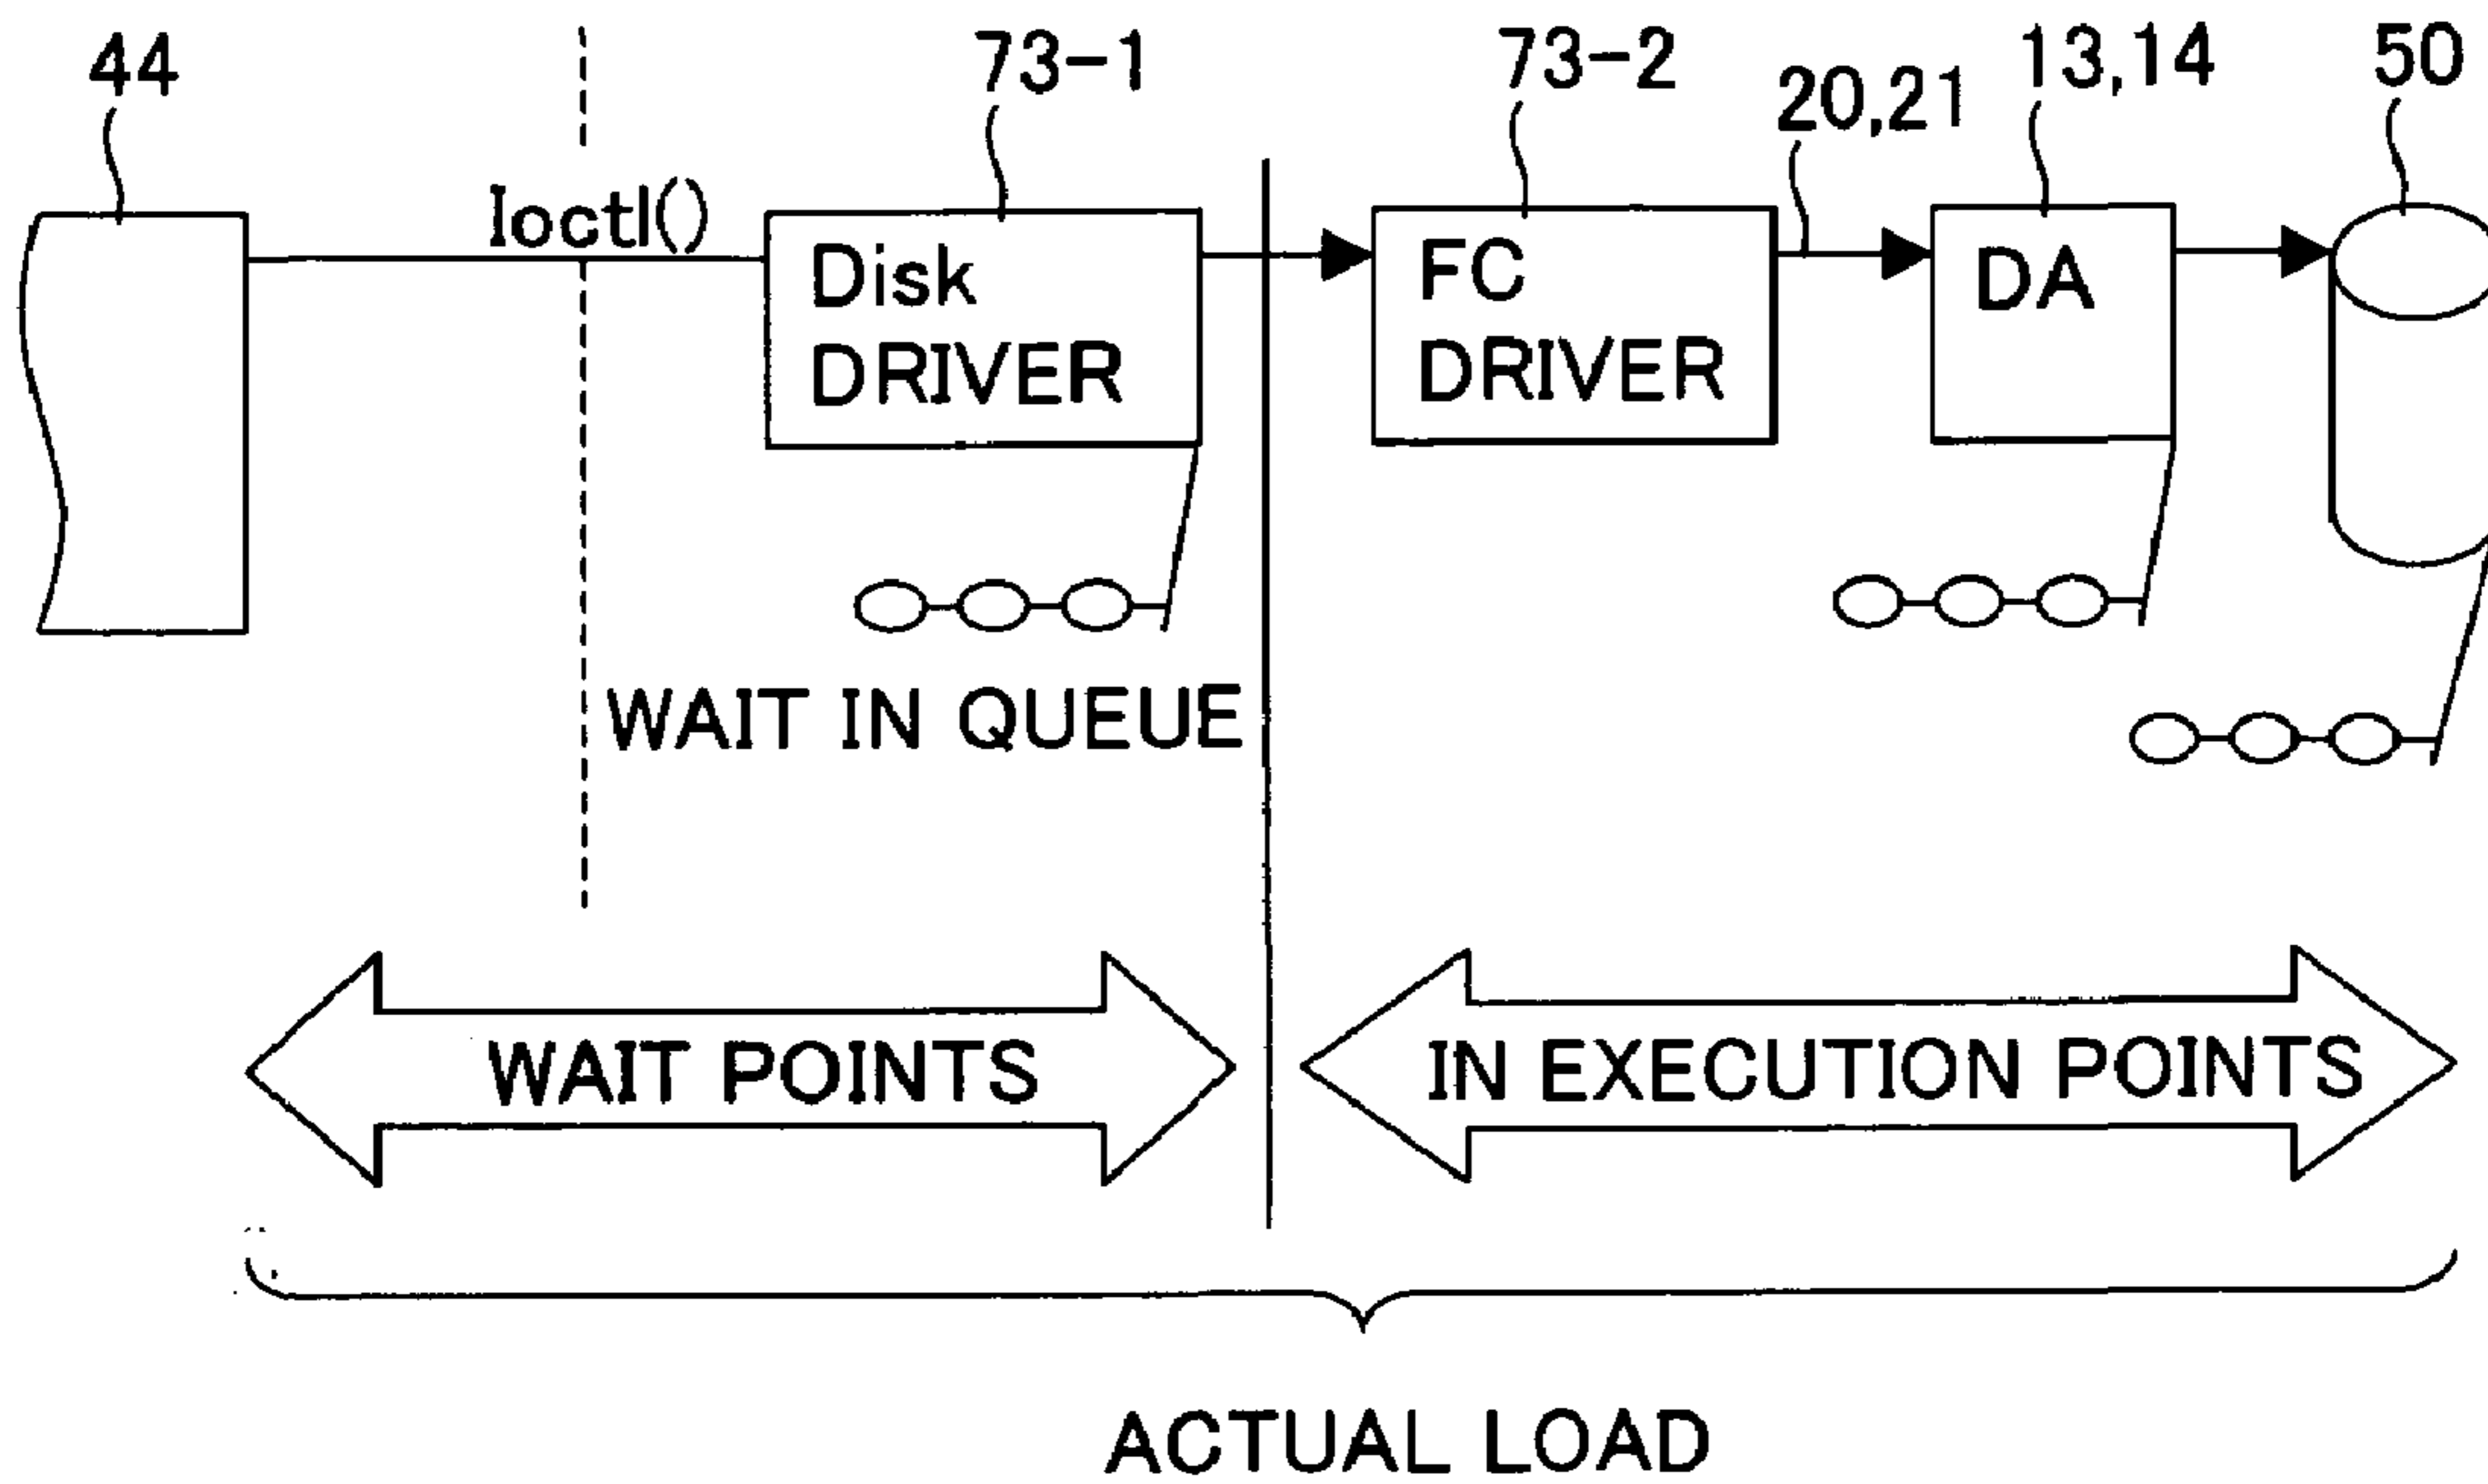 44
73-1
73-2
20,21
13,14
50
Ioctl()
Disk
DRIVER
FC
DRIVER
DA
WAIT IN QUEUE
WAIT POINTS
IN EXECUTION POINTS
ACTUAL LOAD